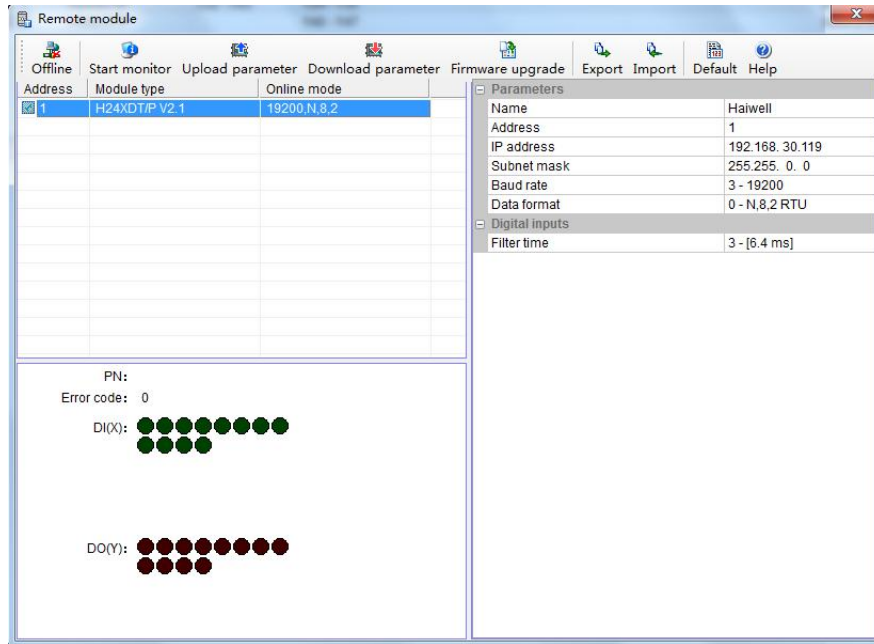 Remote module
Offline Start monitor Upload parameter Download parameter Firmware upgrade Export Import Default Help
Address Module type Online mode
1 H24XDT/P V2.1 19200,N,8,2
Parameters
Name Haiwell
Address 1
IP address 192.168. 30.119
Subnet mask 255.255. 0. 0
Baud rate 3 - 19200
Data format 0 - N,8,2 RTU
Digital inputs
Filter time 3 - [6.4 ms]
PN:
Error code: 0
DI(X):
DO(Y):